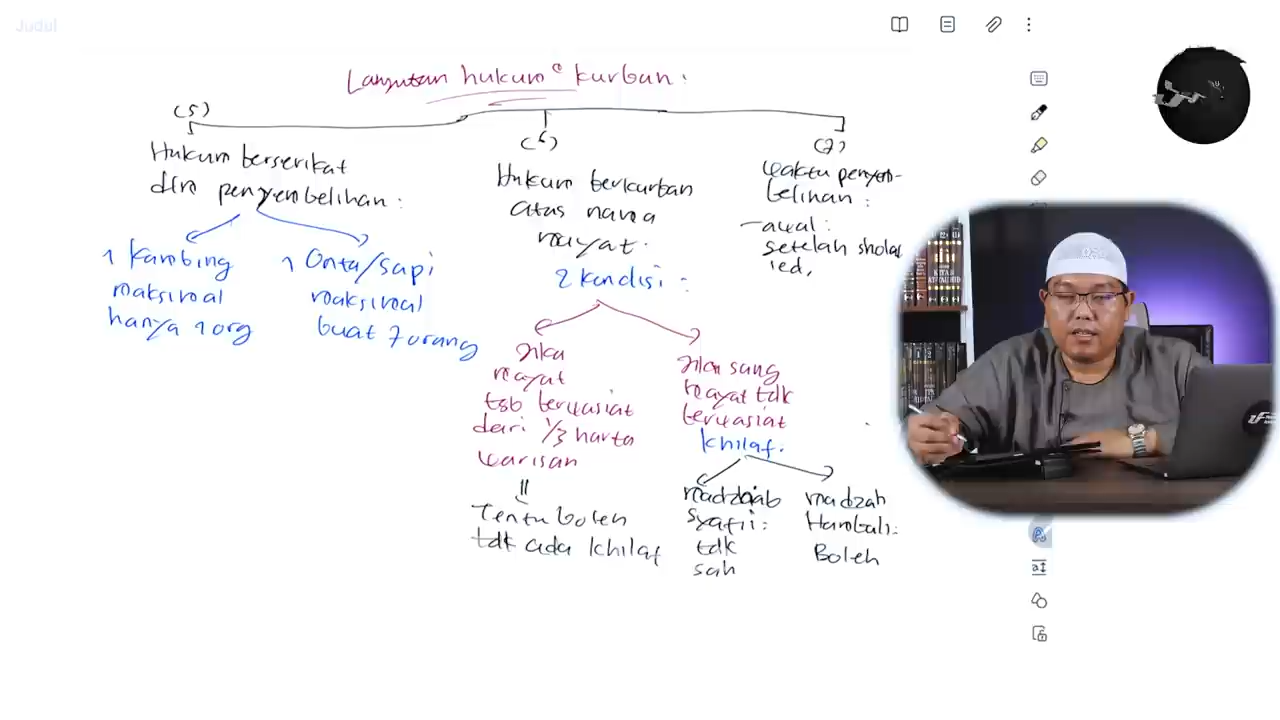 Judul
Lanjutan hukum² kurban :
(5)
Hukum berserikat
dlm penyembelihan :
1 Kambing
maksimal
hanya 1 org
1 Onta/sapi
maksimal
buat 7 orang
(6)
Hukum berkurban
atas nama
mayat.
2 kondisi :
Jika
mayat
tsb berwasiat
dari 1/3 harta
warisan
Tentu boleh
tdk ada khilaf
Jika sang
mayat tdk
berwasiat
Khilaf.
madzhab
Syafii :
tdk
sah
madzab
Hambali :
Boleh
(7)
Waktu penyem-
belihan :
- awal :
setelah sholat
ied,